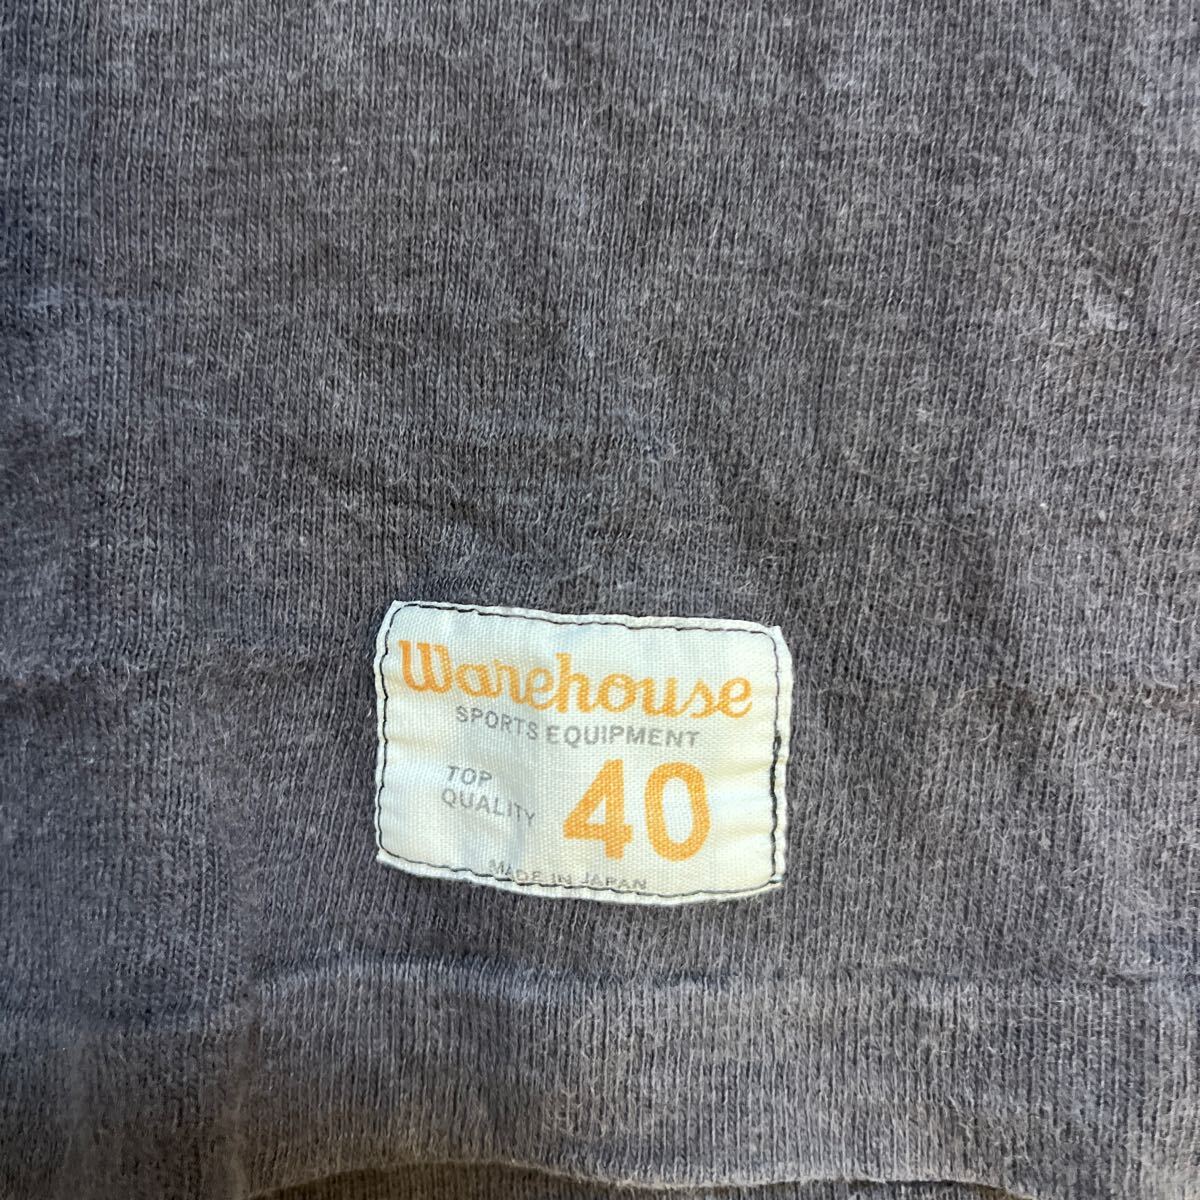 Warehouse
SPORTS EQUIPMENT
TOP
QUALITY
40
MADE IN JAPAN